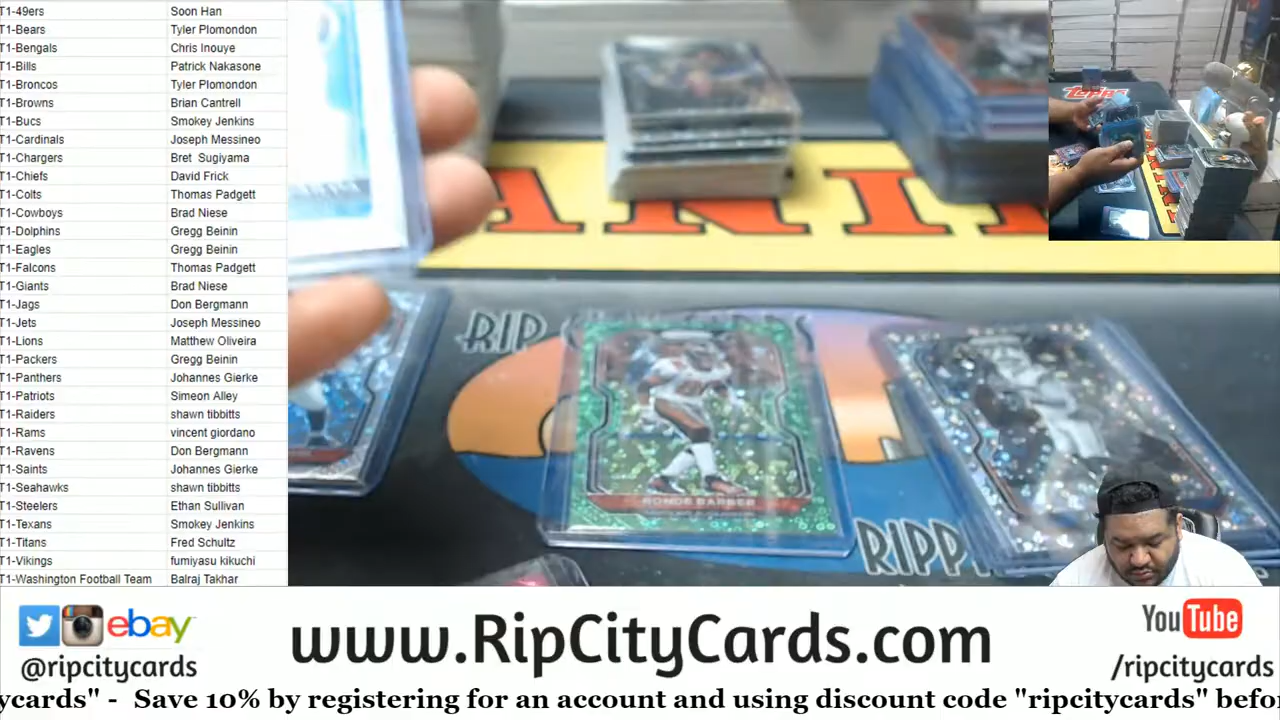 T1-49ers Soon Han
T1-Bears Tyler Plomondon
T1-Bengals Chris Inouye
T1-Bills Patrick Nakasone
T1-Broncos Tyler Plomondon
T1-Browns Brian Cantrell
T1-Bucs Smokey Jenkins
T1-Cardinals Joseph Messineo
T1-Chargers Bret Sugiyama
T1-Chiefs David Frick
T1-Colts Thomas Padgett
T1-Cowboys Brad Niese
T1-Dolphins Gregg Beinin
T1-Eagles Gregg Beinin
T1-Falcons Thomas Padgett
T1-Giants Brad Niese
T1-Jags Don Bergmann
T1-Jets Joseph Messineo
T1-Lions Matthew Oliveira
T1-Packers Gregg Beinin
T1-Panthers Johannes Gierke
T1-Patriots Simeon Alley
T1-Raiders shawn tibbitts
T1-Rams vincent giordano
T1-Ravens Don Bergmann
T1-Saints Johannes Gierke
T1-Seahawks shawn tibbitts
T1-Steelers Ethan Sullivan
T1-Texans Smokey Jenkins
T1-Titans Fred Schultz
T1-Vikings fumiyasu kikuchi
T1-Washington Football Team Balraj Takhar
Topps
ANINI
RIP
RONDE BARBER
RIPP
ebay
@ripcitycards
www.RipCityCards.com
YouTube
/ripcitycards
ycards" - Save 10% by registering for an account and using discount code "ripcitycards" befor